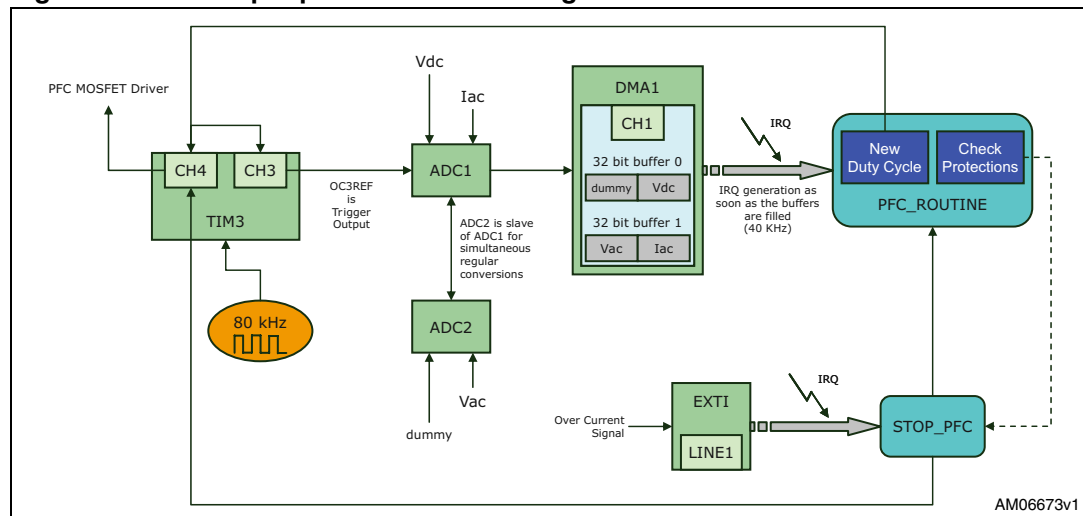 Vdc
Iac
PFC MOSFET Driver
CH4
CH3
TIM3
OC3REF
is
Trigger
Output
80 kHz
ADC1
ADC2 is slave
of ADC1 for
simultaneous
regular
conversions
ADC2
Vac
dummy
DMA1
CH1
32 bit buffer 0
dummy
Vdc
32 bit buffer 1
Vac
Iac
IRQ
IRQ generation as
soon as the buffers
are filled
(40 KHz)
New
Duty Cycle
Check
Protections
PFC_ROUTINE
Over Current
Signal
EXTI
LINE1
IRQ
STOP_PFC
AM06673v1